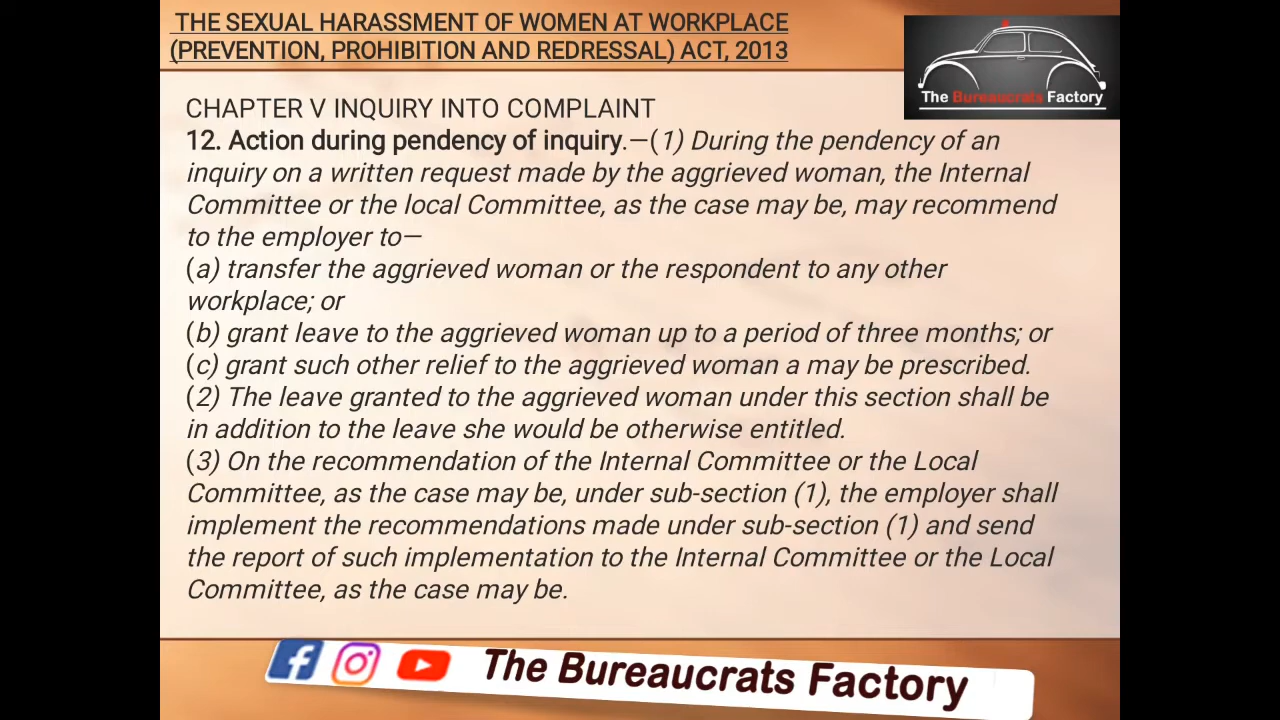 THE SEXUAL HARASSMENT OF WOMEN AT WORKPLACE
(PREVENTION, PROHIBITION AND REDRESSAL) ACT, 2013
The Bureaucrats Factory
CHAPTER V INQUIRY INTO COMPLAINT
12. Action during pendency of inquiry.—(1) During the pendency of an
inquiry on a written request made by the aggrieved woman, the Internal
Committee or the local Committee, as the case may be, may recommend
to the employer to—
(a) transfer the aggrieved woman or the respondent to any other
workplace; or
(b) grant leave to the aggrieved woman up to a period of three months; or
(c) grant such other relief to the aggrieved woman a may be prescribed.
(2) The leave granted to the aggrieved woman under this section shall be
in addition to the leave she would be otherwise entitled.
(3) On the recommendation of the Internal Committee or the Local
Committee, as the case may be, under sub-section (1), the employer shall
implement the recommendations made under sub-section (1) and send
the report of such implementation to the Internal Committee or the Local
Committee, as the case may be.
The Bureaucrats Factory